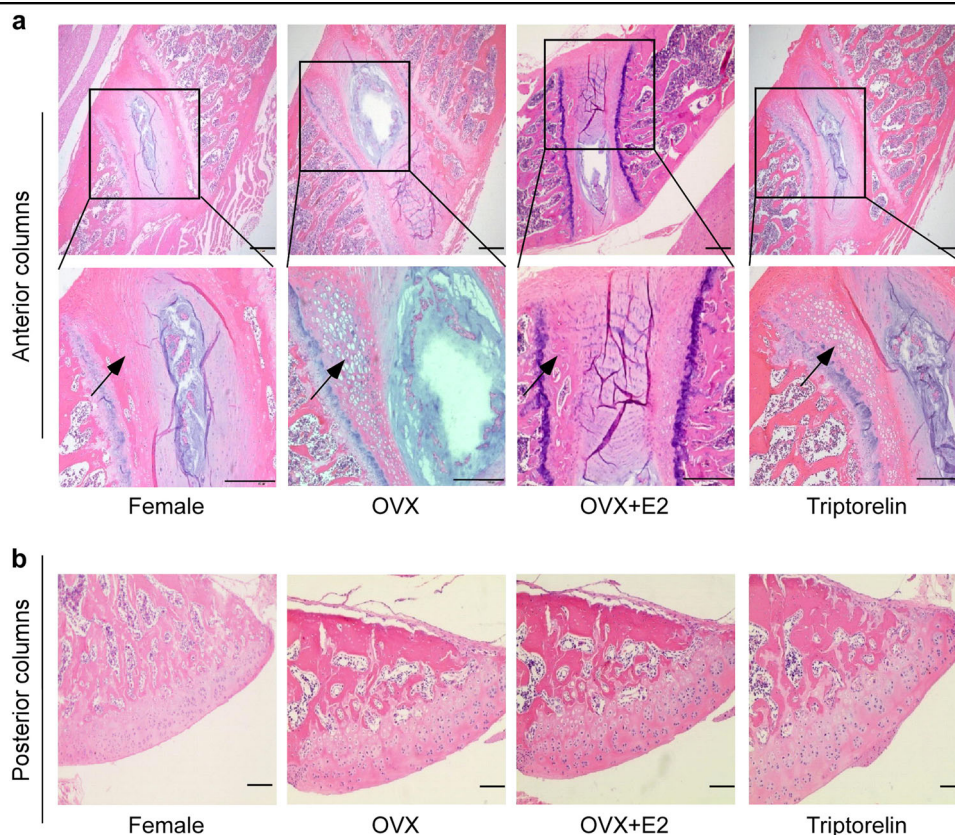 a
Anterior columns
Female OVX OVX+E2 Triptorelin
b
Posterior columns
Female OVX OVX+E2 Triptorelin